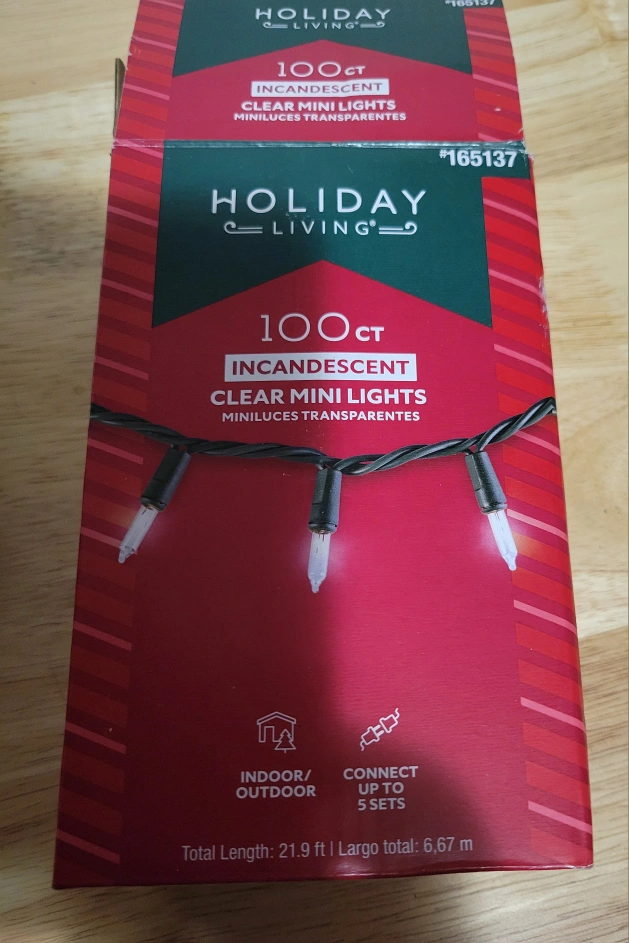 #165137
HOLIDAY
LIVING®
100CT
INCANDESCENT
CLEAR MINI LIGHTS
MINILUCES TRANSPARENTES
#165137
HOLIDAY
LIVING®
100CT
INCANDESCENT
CLEAR MINI LIGHTS
MINILUCES TRANSPARENTES
INDOOR/
OUTDOOR
CONNECT
UP TO
5 SETS
Total Length: 21.9 ft | Largo total: 6,67 m